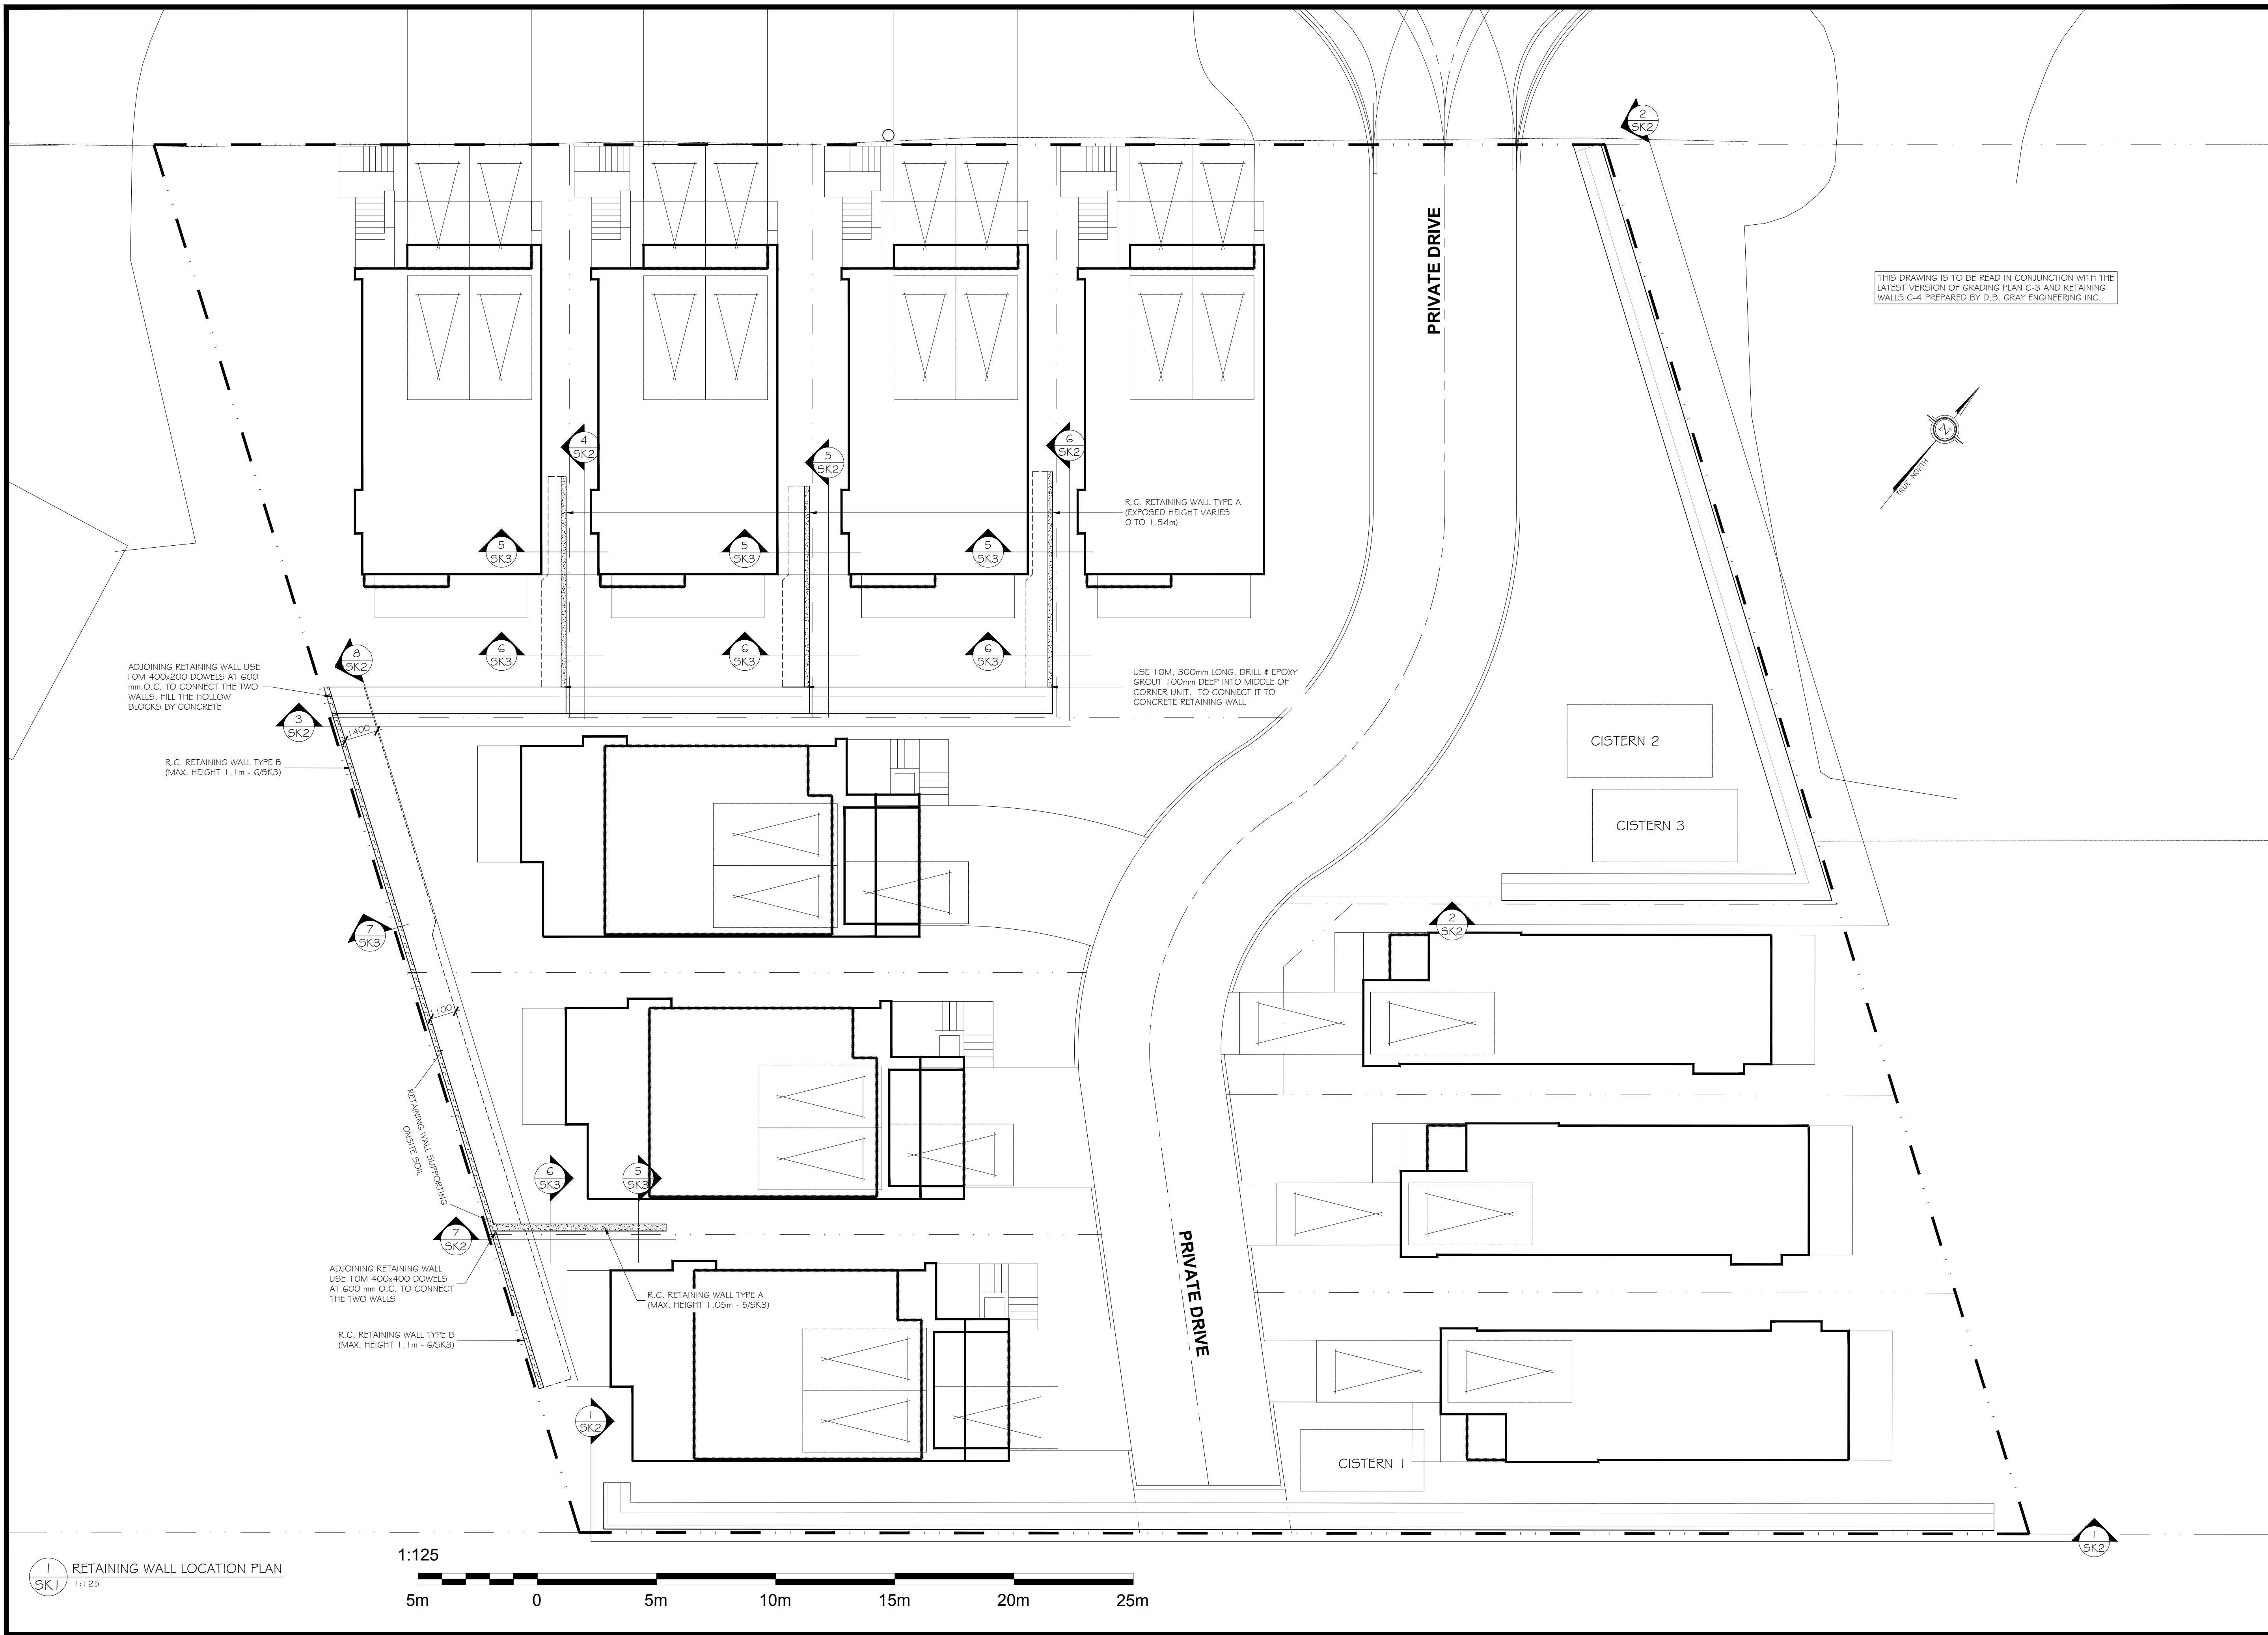 2
SK2
PRIVATE DRIVE
THIS DRAWING IS TO BE READ IN CONJUNCTION WITH THE
LATEST VERSION OF GRADING PLAN C-3 AND RETAINING
WALLS C-4 PREPARED BY D.B. GRAY ENGINEERING INC.
N
TRUE NORTH
4
SK2
5
SK2
6
SK2
R.C. RETAINING WALL TYPE A
(EXPOSED HEIGHT VARIES
0 TO 1.54m)
5
SK3
5
SK3
5
SK3
6
SK3
6
SK3
6
SK3
8
SK2
ADJOINING RETAINING WALL USE
10M 400x200 DOWELS AT 600
mm O.C. TO CONNECT THE TWO
WALLS. FILL THE HOLLOW
BLOCKS BY CONCRETE
USE 10M, 300mm LONG, DRILL & EPOXY
GROUT 100mm DEEP INTO MIDDLE OF
CORNER UNIT. TO CONNECT IT TO
CONCRETE RETAINING WALL
3
SK2
1400
R.C. RETAINING WALL TYPE B
(MAX. HEIGHT 1.1m - 6/SK3)
CISTERN 2
CISTERN 3
7
SK3
2
SK2
1100
RETAINING WALL SUPPORTING
ONSITE SOIL
6
SK3
5
SK3
7
SK2
ADJOINING RETAINING WALL
USE 10M 400x400 DOWELS
AT 600 mm O.C. TO CONNECT
THE TWO WALLS
R.C. RETAINING WALL TYPE A
(MAX. HEIGHT 1.05m - 5/SK3)
PRIVATE DRIVE
R.C. RETAINING WALL TYPE B
(MAX. HEIGHT 1.1m - 6/SK3)
1
SK2
CISTERN 1
1
SK2
1
SK1
RETAINING WALL LOCATION PLAN
1:125
1:125
5m 0 5m 10m 15m 20m 25m